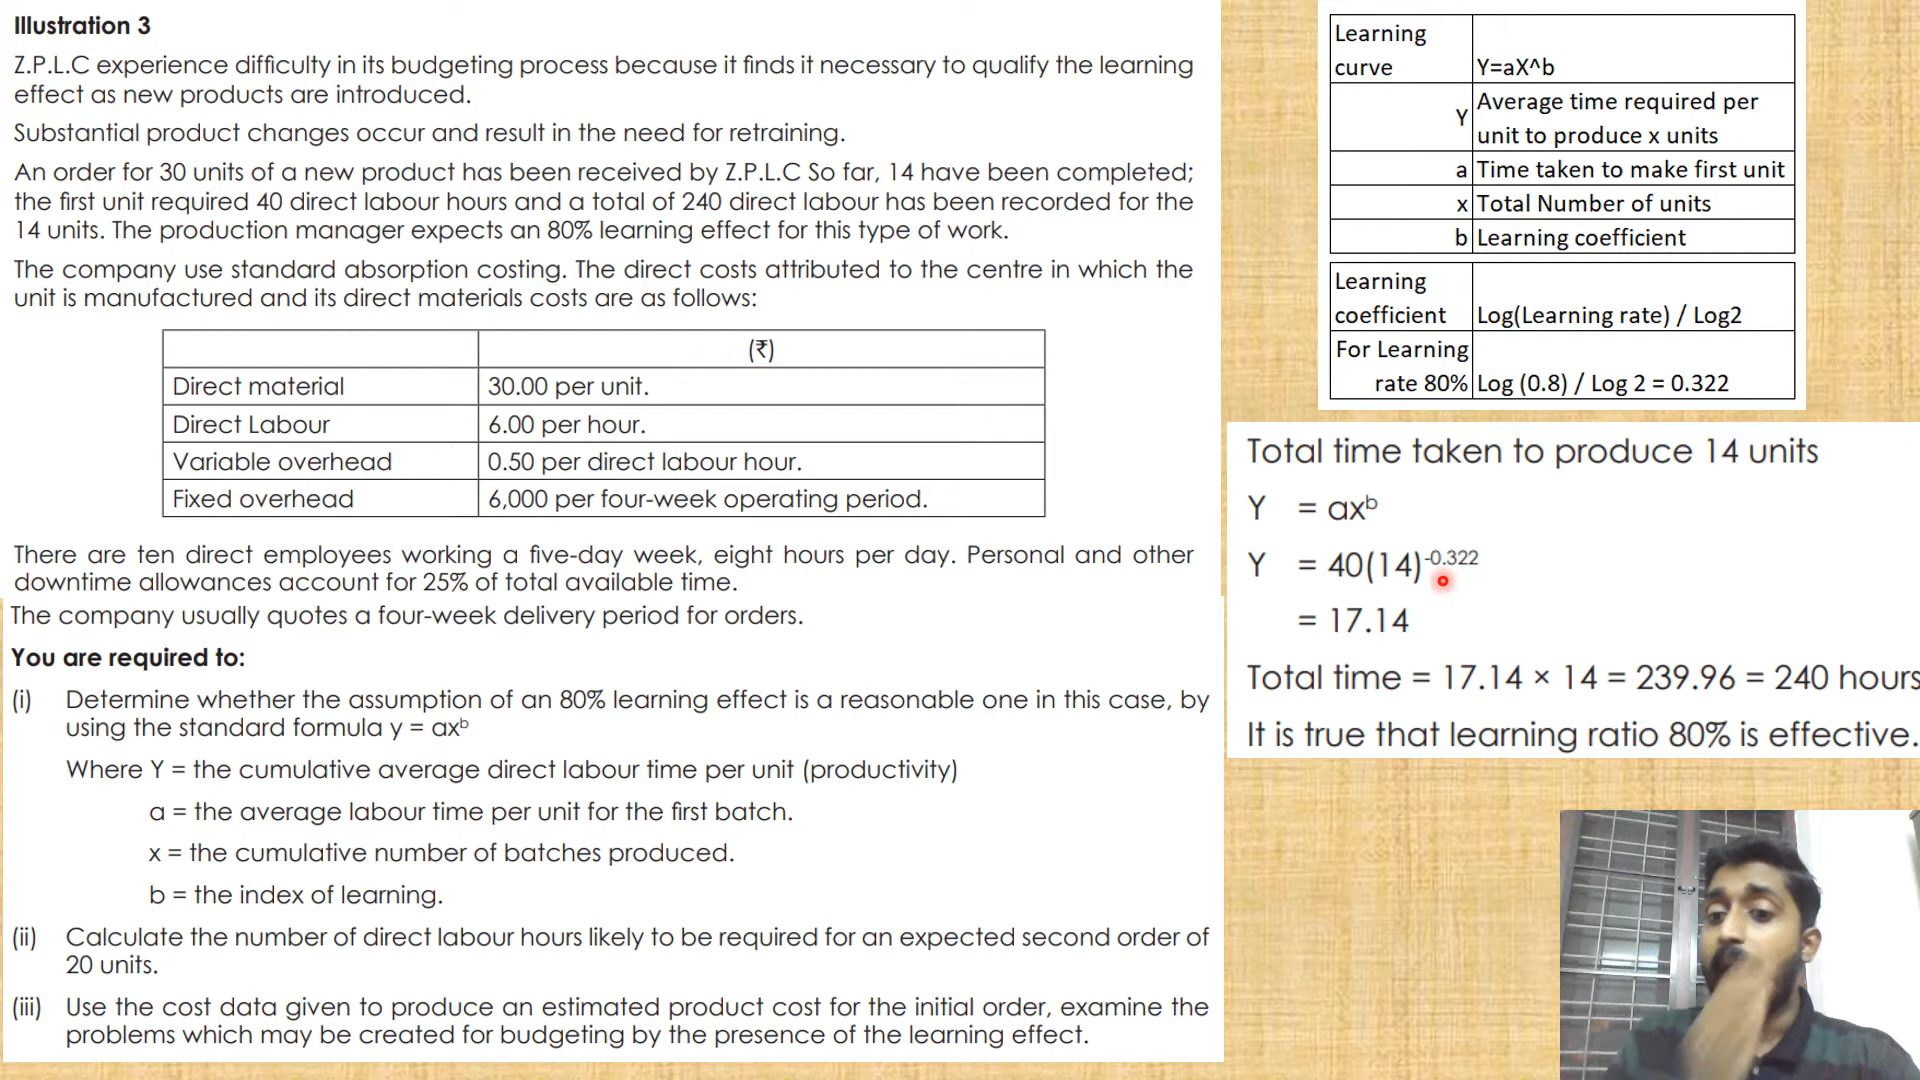 Illustration 3
Z.P.L.C experience difficulty in its budgeting process because it finds it necessary to qualify the learning
effect as new products are introduced.
Substantial product changes occur and result in the need for retraining.
An order for 30 units of a new product has been received by Z.P.L.C So far, 14 have been completed;
the first unit required 40 direct labour hours and a total of 240 direct labour has been recorded for the
14 units. The production manager expects an 80% learning effect for this type of work.
The company use standard absorption costing. The direct costs attributed to the centre in which the
unit is manufactured and its direct materials costs are as follows:
(₹)
Direct material 30.00 per unit.
Direct Labour 6.00 per hour.
Variable overhead 0.50 per direct labour hour.
Fixed overhead 6,000 per four-week operating period.
There are ten direct employees working a five-day week, eight hours per day. Personal and other
downtime allowances account for 25% of total available time.
The company usually quotes a four-week delivery period for orders.
You are required to:
(i) Determine whether the assumption of an 80% learning effect is a reasonable one in this case, by
using the standard formula y = axᵇ
Where Y = the cumulative average direct labour time per unit (productivity)
a = the average labour time per unit for the first batch.
x = the cumulative number of batches produced.
b = the index of learning.
(ii) Calculate the number of direct labour hours likely to be required for an expected second order of
20 units.
(iii) Use the cost data given to produce an estimated product cost for the initial order, examine the
problems which may be created for budgeting by the presence of the learning effect.
Learning
curve Y=aX^b
Y Average time required per
unit to produce x units
a Time taken to make first unit
x Total Number of units
b Learning coefficient
Learning
coefficient Log(Learning rate) / Log2
For Learning
rate 80% Log (0.8) / Log 2 = 0.322
Total time taken to produce 14 units
Y = axᵇ
Y = 40(14)⁻⁰·³²²
= 17.14
Total time = 17.14 × 14 = 239.96 = 240 hours
It is true that learning ratio 80% is effective.